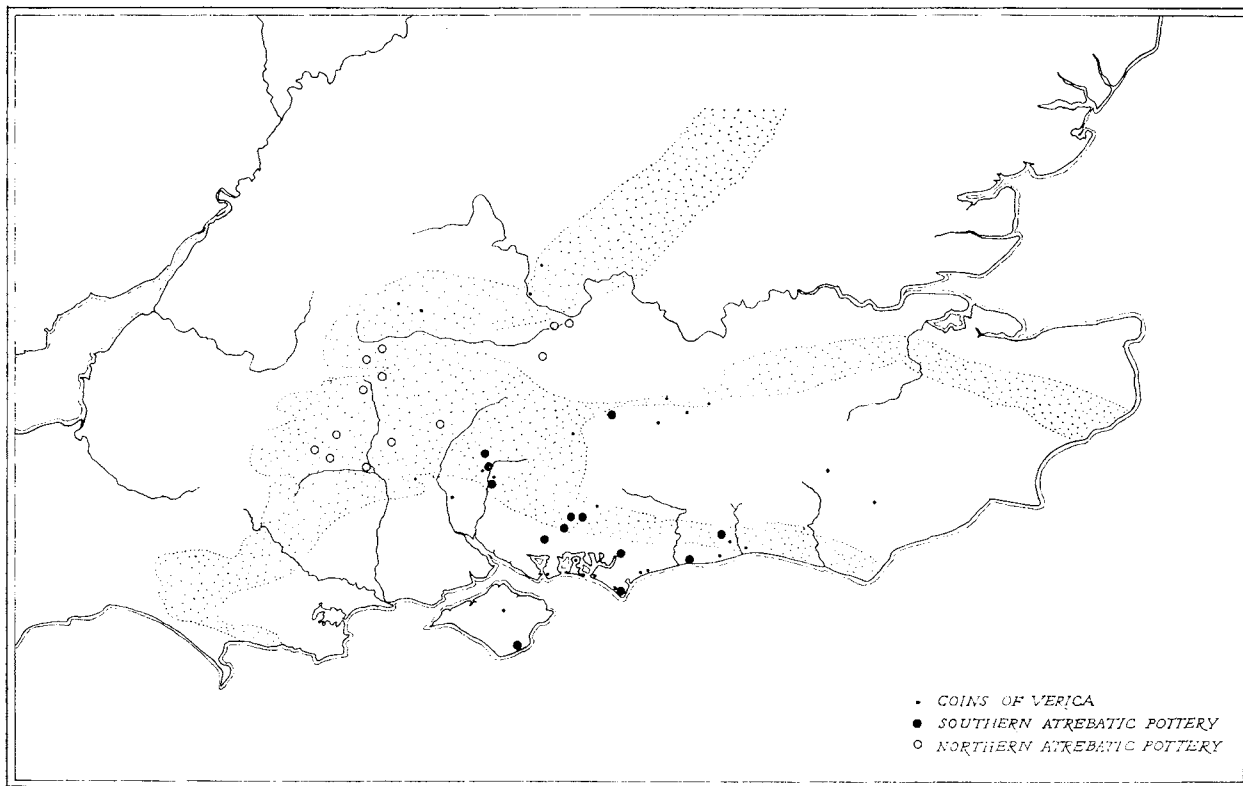 COINS OF VERICA
SOUTHERN ATREBATIC POTTERY
NORTHERN ATREBATIC POTTERY